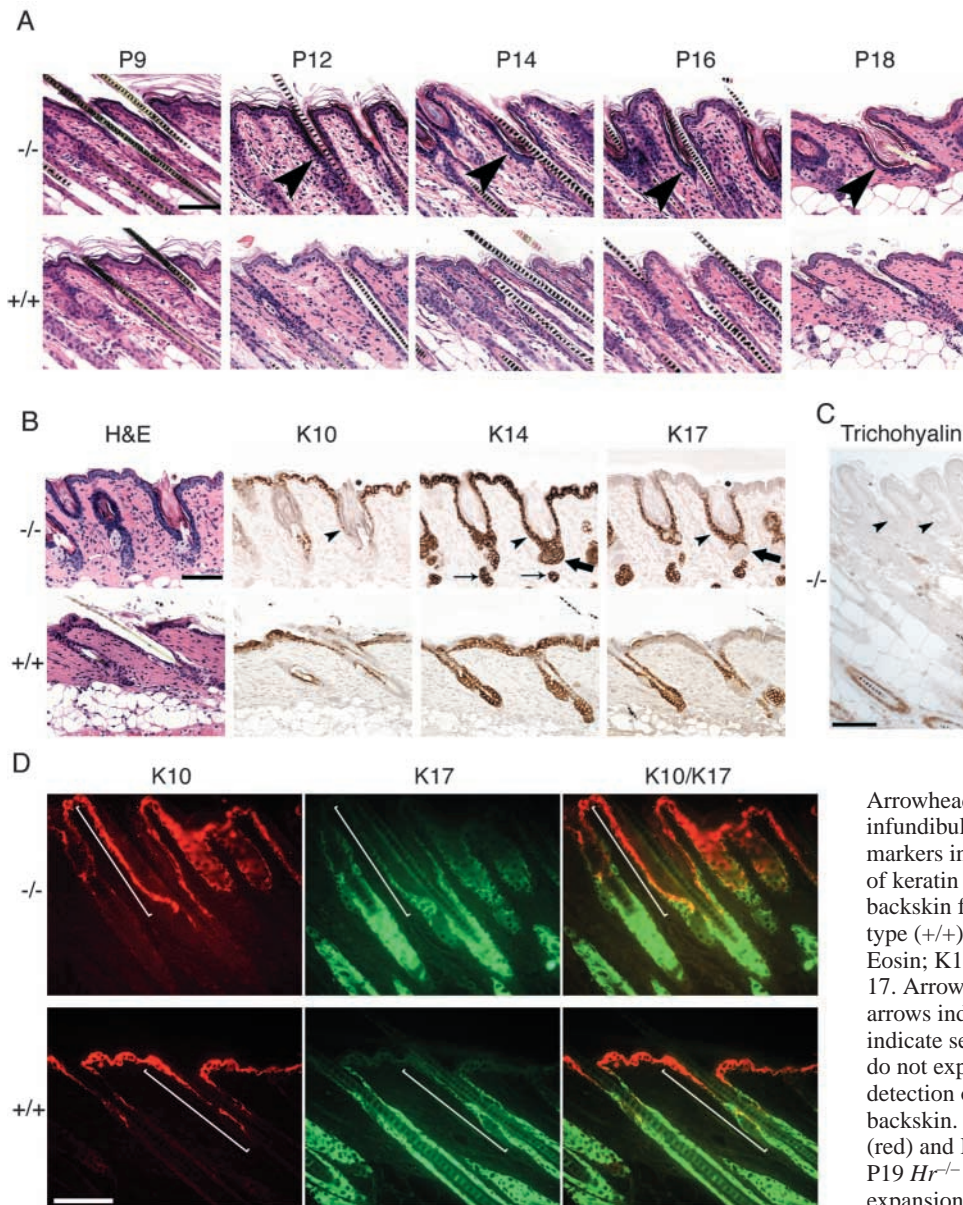 A
P9 P12 P14 P16 P18
-/-
+/+
B
H&E K10 K14 K17
-/-
+/+
C
Trichohyalin
-/-
D
K10 K17 K10/K17
-/-
+/+
Arrowhead
infundibul
markers in
of keratin
backskin f
type (+/+)
Eosin; K1
17. Arrow
arrows ind
indicate se
do not exp
detection o
backskin.
(red) and
P19 Hr–/–
expansion